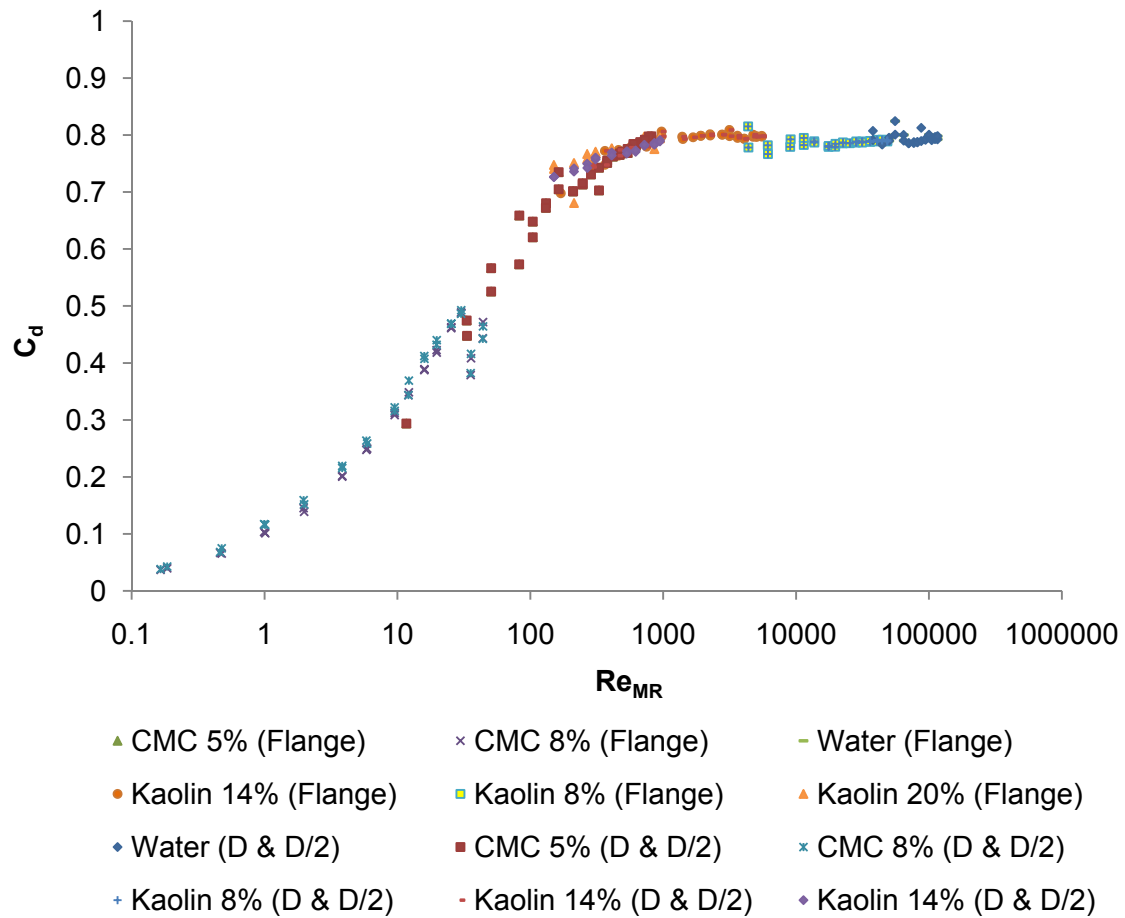 1
0.9
0.8
0.7
0.6
0.5
0.4
0.3
0.2
0.1
0
Cd
0.1 1 10 100 1000 10000 100000 1000000
ReMR
CMC 5% (Flange) CMC 8% (Flange) Water (Flange)
Kaolin 14% (Flange) Kaolin 8% (Flange) Kaolin 20% (Flange)
Water (D & D/2) CMC 5% (D & D/2) CMC 8% (D & D/2)
Kaolin 8% (D & D/2) Kaolin 14% (D & D/2) Kaolin 14% (D & D/2)